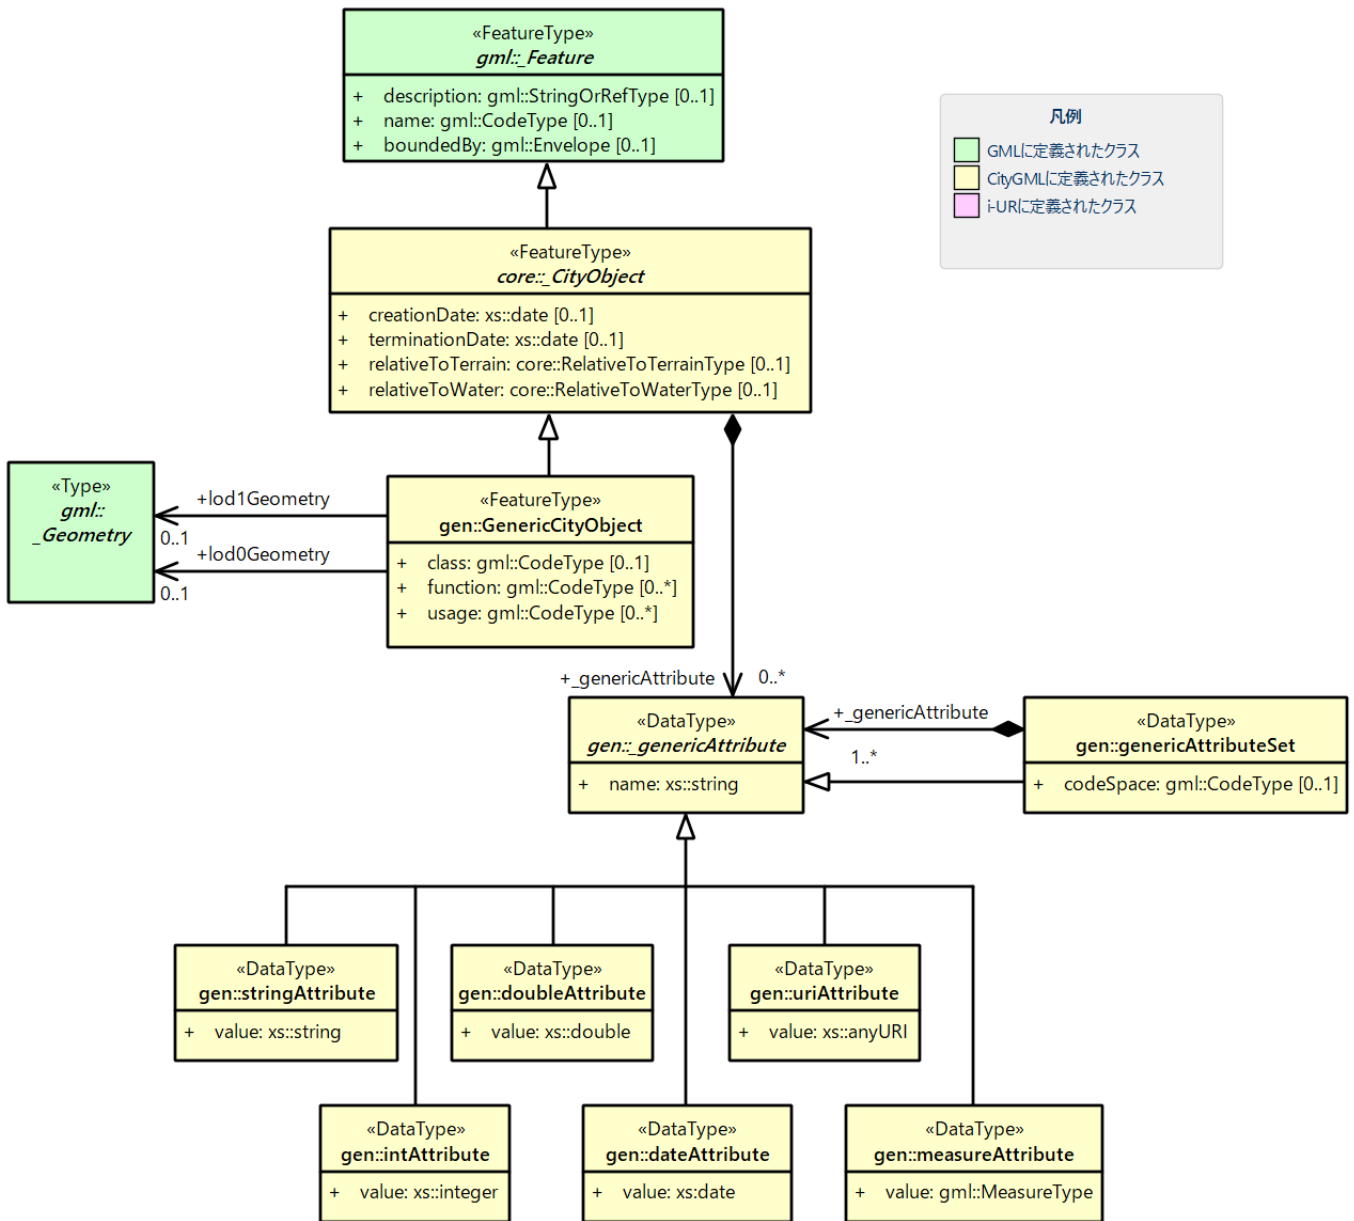 «FeatureType»
gml::_Feature
+ description: gml::StringOrRefType [0..1]
+ name: gml::CodeType [0..1]
+ boundedBy: gml::Envelope [0..1]
凡例
GMLに定義されたクラス
CityGMLに定義されたクラス
i-URに定義されたクラス
«FeatureType»
core::_CityObject
+ creationDate: xs::date [0..1]
+ terminationDate: xs::date [0..1]
+ relativeToTerrain: core::RelativeToTerrainType [0..1]
+ relativeToWater: core::RelativeToWaterType [0..1]
«Type»
gml::
_Geometry
+lod1Geometry
0..1
+lod0Geometry
0..1
«FeatureType»
gen::GenericCityObject
+ class: gml::CodeType [0..1]
+ function: gml::CodeType [0..*]
+ usage: gml::CodeType [0..*]
+_genericAttribute
0..*
«DataType»
gen::_genericAttribute
+ name: xs::string
+_genericAttribute
1..*
«DataType»
gen::genericAttributeSet
+ codeSpace: gml::CodeType [0..1]
«DataType»
gen::stringAttribute
+ value: xs::string
«DataType»
gen::doubleAttribute
+ value: xs::double
«DataType»
gen::uriAttribute
+ value: xs::anyURI
«DataType»
gen::intAttribute
+ value: xs::integer
«DataType»
gen::dateAttribute
+ value: xs:date
«DataType»
gen::measureAttribute
+ value: gml::MeasureType